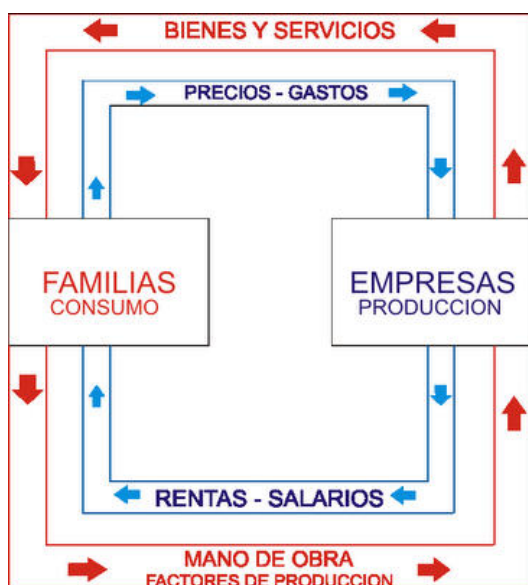 BIENES Y SERVICIOS
PRECIOS - GASTOS
FAMILIAS
CONSUMO
EMPRESAS
PRODUCCION
RENTAS - SALARIOS
MANO DE OBRA
FACTORES DE PRODUCCION